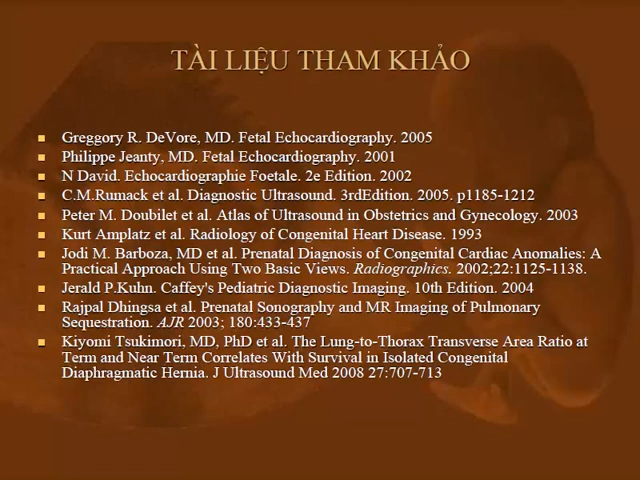 TÀI LIỆU THAM KHẢO
Greggory R. DeVore, MD. Fetal Echocardiography. 2005
Philippe Jeanty, MD. Fetal Echocardiography. 2001
N David. Echocardiographie Foetale. 2e Edition. 2002
C.M.Rumack et al. Diagnostic Ultrasound. 3rdEdition. 2005. p1185-1212
Peter M. Doubilet et al. Atlas of Ultrasound in Obstetrics and Gynecology. 2003
Kurt Amplatz et al. Radiology of Congenital Heart Disease. 1993
Jodi M. Barboza, MD et al. Prenatal Diagnosis of Congenital Cardiac Anomalies: A
Practical Approach Using Two Basic Views. Radiographics. 2002;22:1125-1138.
Jerald P.Kuhn. Caffey's Pediatric Diagnostic Imaging. 10th Edition. 2004
Rajpal Dhingsa et al. Prenatal Sonography and MR Imaging of Pulmonary
Sequestration. AJR 2003; 180:433-437
Kiyomi Tsukimori, MD, PhD et al. The Lung-to-Thorax Transverse Area Ratio at
Term and Near Term Correlates With Survival in Isolated Congenital
Diaphragmatic Hernia. J Ultrasound Med 2008 27:707-713